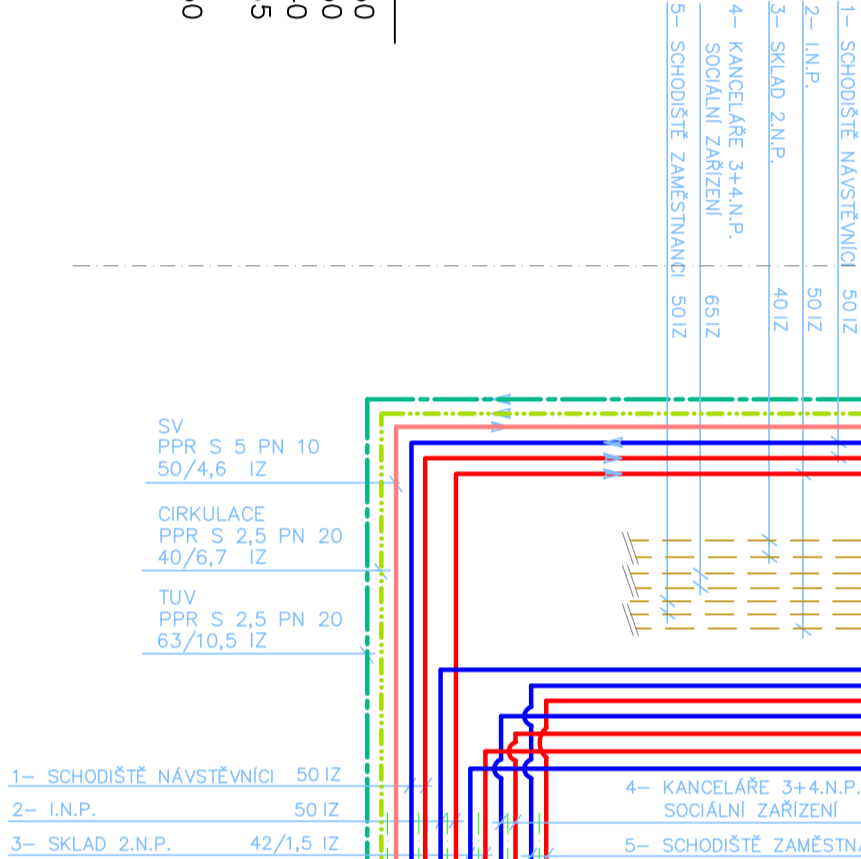 1– SCHODIŠTĚ NÁVSTĚVNÍCI 50 IZ
2– I.N.P. 50 IZ
3– SKLAD 2.N.P. 40 IZ
4– KANCELÁŘE 3+4.N.P.
SOCIÁLNÍ ZAŘÍZENÍ 65 IZ
5– SCHODIŠTĚ ZAMĚSTNANCI 50 IZ
SV
PPR S 5 PN 10
50/4,6 IZ
CIRKULACE
PPR S 2,5 PN 20
40/6,7 IZ
TUV
PPR S 2,5 PN 20
63/10,5 IZ
1– SCHODIŠTĚ NÁVSTĚVNÍCI 50 IZ
2– I.N.P. 50 IZ
3– SKLAD 2.N.P. 42/1,5 IZ
4– KANCELÁŘE 3+4.N.P.
SOCIÁLNÍ ZAŘÍZENÍ
5– SCHODIŠTĚ ZAMĚSTNA